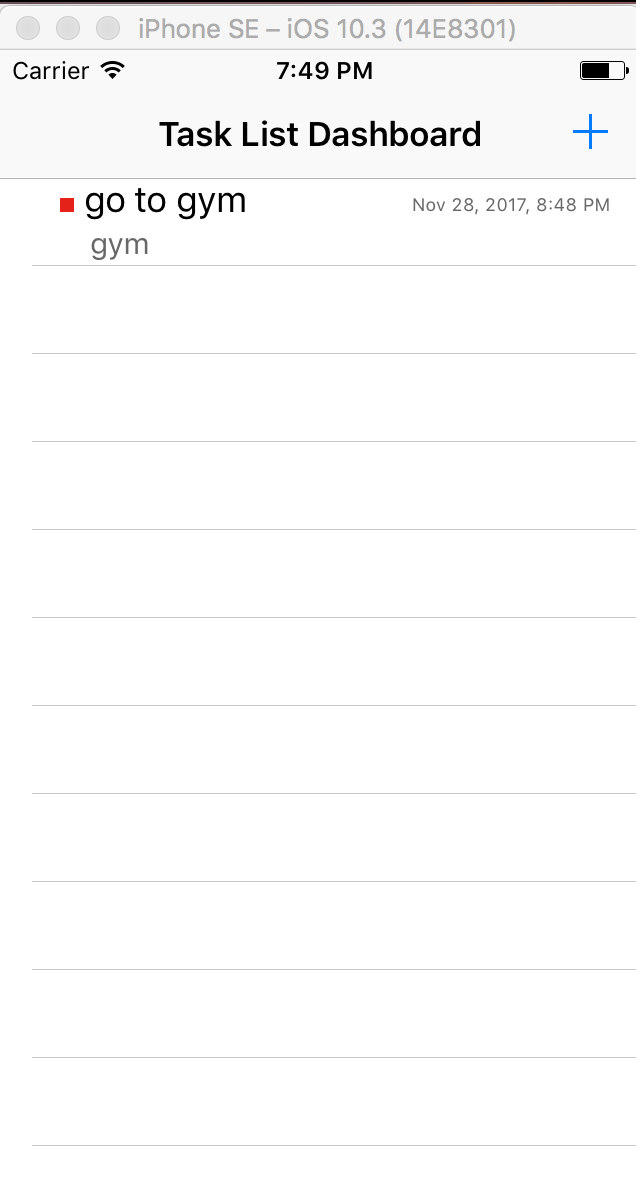 iPhone SE – iOS 10.3 (14E8301)
Carrier 7:49 PM
Task List Dashboard
go to gym Nov 28, 2017, 8:48 PM
gym